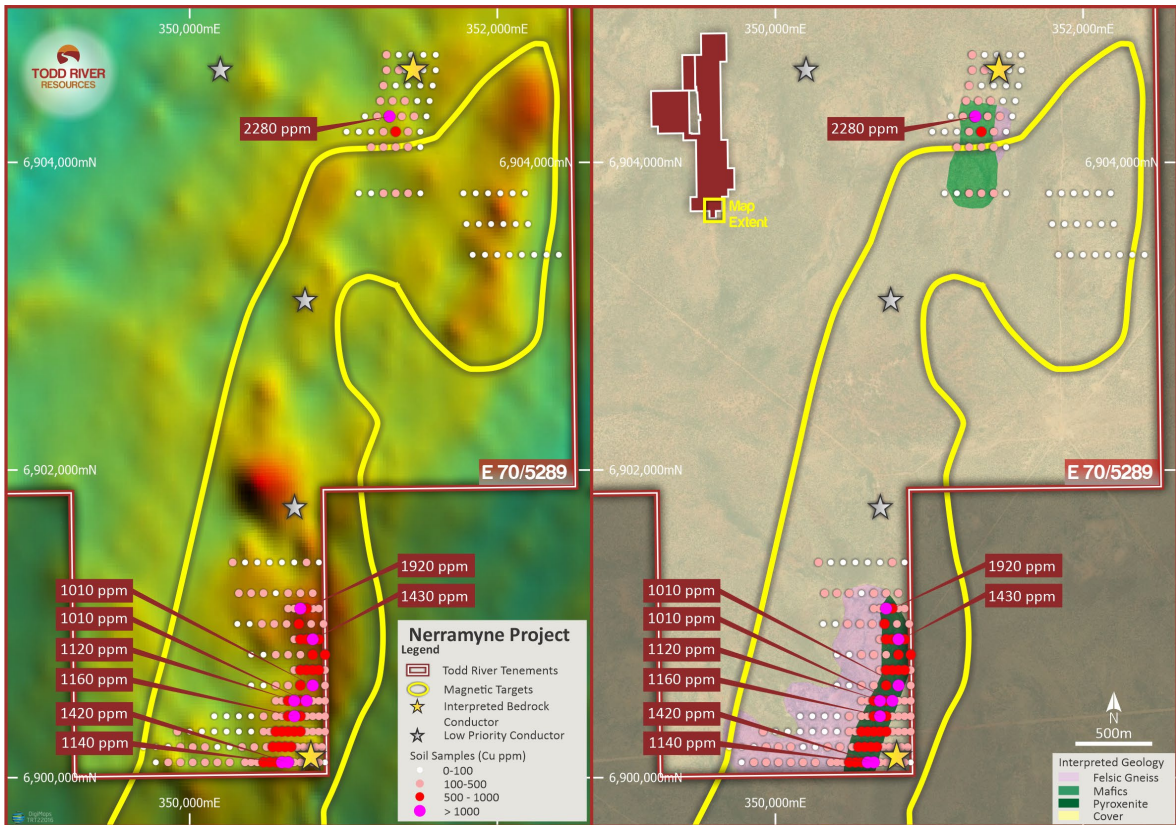 350,000mE
352,000mE
TODD RIVER
RESOURCES
2280 ppm
6,904,000mN
6,902,000mN
E 70/5289
1920 ppm
1430 ppm
1010 ppm
1010 ppm
1120 ppm
1160 ppm
1420 ppm
1140 ppm
6,900,000mN
350,000mE
Nerramyne Project
Legend
Todd River Tenements
Magnetic Targets
Interpreted Bedrock
Conductor
Low Priority Conductor
Soil Samples (Cu ppm)
0-100
100-500
500 - 1000
> 1000
DigiMaps
350,000mE
352,000mE
2280 ppm
6,904,000mN
6,904,000mN
Map
Extent
6,902,000mN
E 70/5289
1920 ppm
1430 ppm
1010 ppm
1010 ppm
1120 ppm
1160 ppm
1420 ppm
1140 ppm
N
500m
6,900,000mN
350,000mE
Interpreted Geology
Felsic Gneiss
Mafics
Pyroxenite
Cover